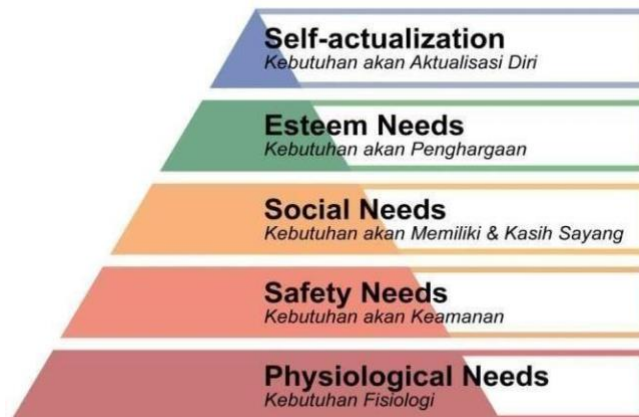 Self-actualization
Kebutuhan akan Aktualisasi Diri
Esteem Needs
Kebutuhan akan Penghargaan
Social Needs
Kebutuhan akan Memiliki & Kasih Sayang
Safety Needs
Kebutuhan akan Keamanan
Physiological Needs
Kebutuhan Fisiologi